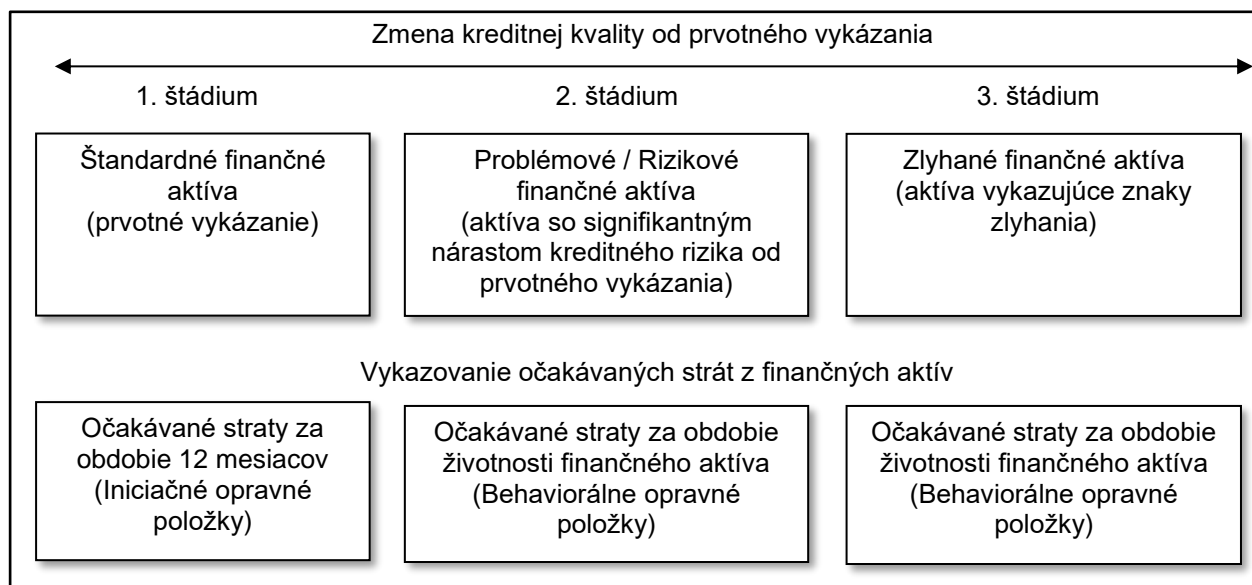 Zmena kreditnej kvality od prvotného vykázania
1. štádium
2. štádium
3. štádium
Štandardné finančné
aktíva
(prvotné vykázanie)
Problémové / Rizikové
finančné aktíva
(aktíva so signifikantným
nárastom kreditného rizika od
prvotného vykázania)
Zlyhané finančné aktíva
(aktíva vykazujúce znaky
zlyhania)
Vykazovanie očakávaných strát z finančných aktív
Očakávané straty za
obdobie 12 mesiacov
(Iniciačné opravné
položky)
Očakávané straty za obdobie
životnosti finančného aktíva
(Behaviorálne opravné
položky)
Očakávané straty za obdobie
životnosti finančného aktíva
(Behaviorálne opravné
položky)